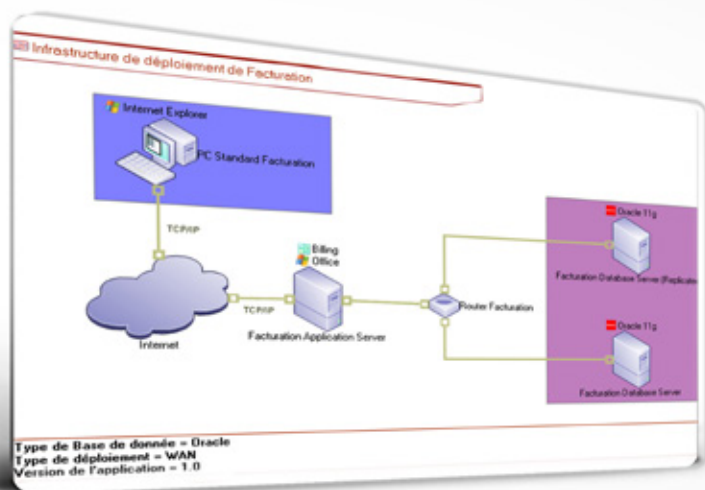 Infrastructure de déploiement de Facturation
Internet Explorer
PC Standard Facturation
TCP/IP
Billing
Office
Oracle 11g
Facturation Database Server (Replicate
Internet
TCP/IP
Facturation Application Server
Router Facturation
Oracle 11g
Facturation Database Server
Type de Base de donnée = Oracle
Type de déploiement = WAN
Version de l'application = 1.0